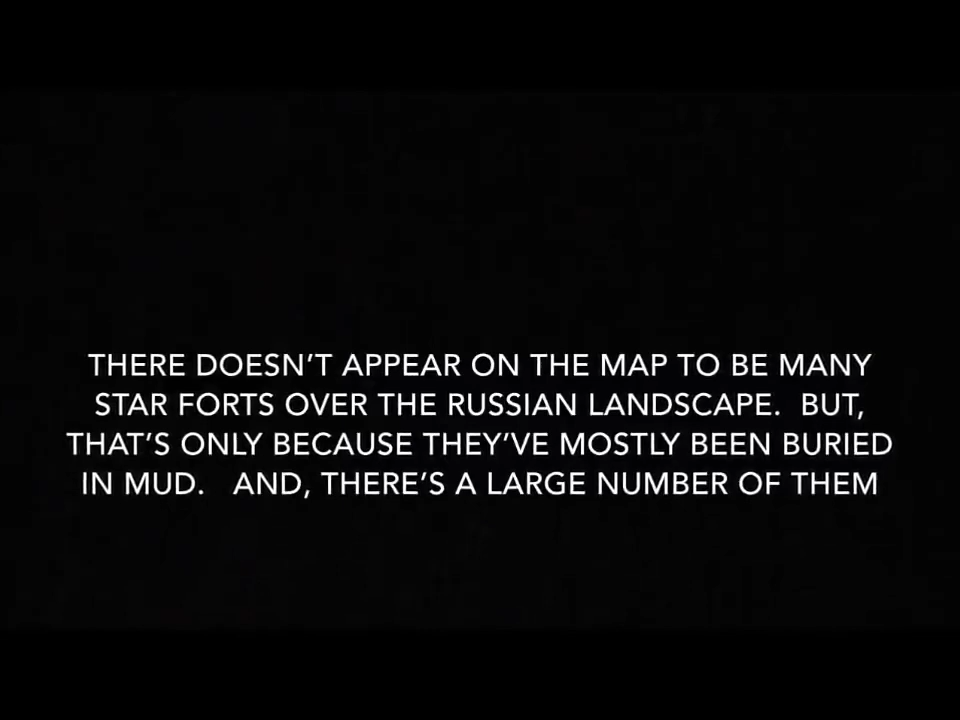 THERE DOESN'T APPEAR ON THE MAP TO BE MANY
STAR FORTS OVER THE RUSSIAN LANDSCAPE.  BUT,
THAT'S ONLY BECAUSE THEY'VE MOSTLY BEEN BURIED
IN MUD.   AND, THERE'S A LARGE NUMBER OF THEM